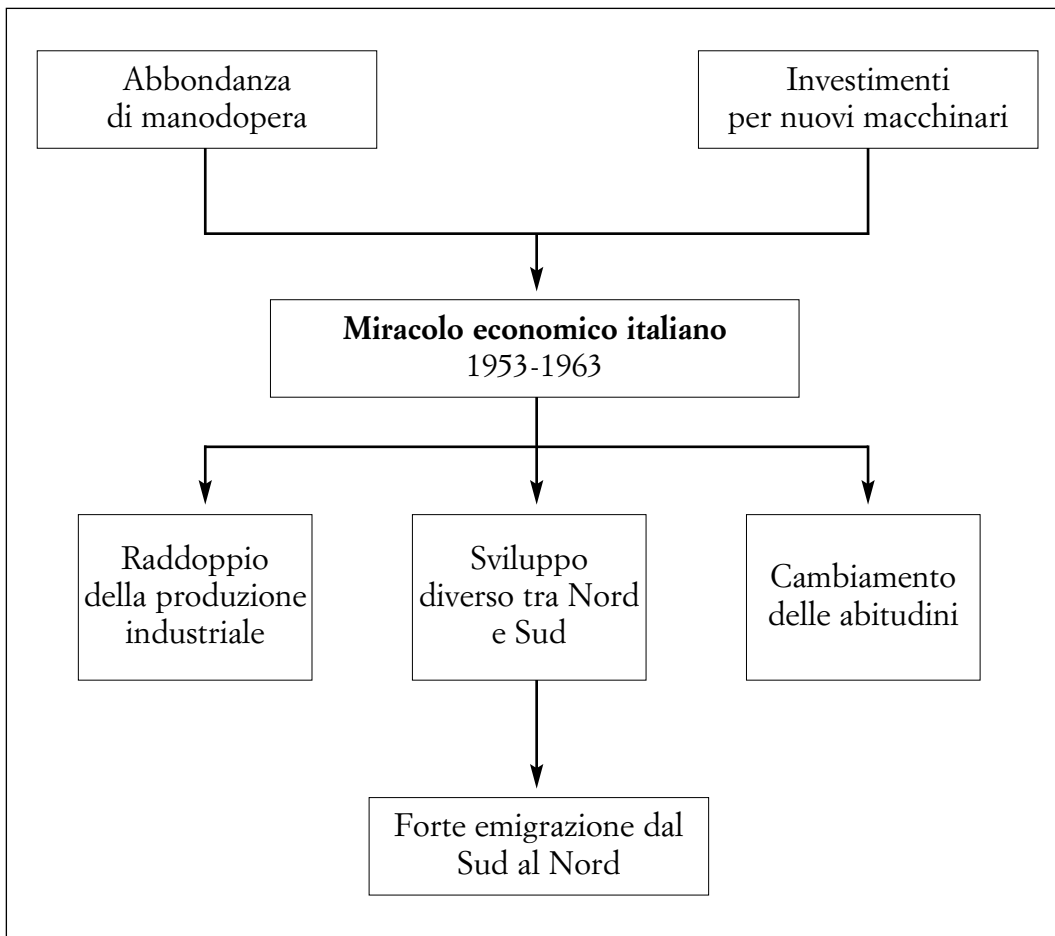 Abbondanza
di manodopera
Investimenti
per nuovi macchinari
Miracolo economico italiano
1953-1963
Raddoppio
della produzione
industriale
Sviluppo
diverso tra Nord
e Sud
Cambiamento
delle abitudini
Forte emigrazione dal
Sud al Nord